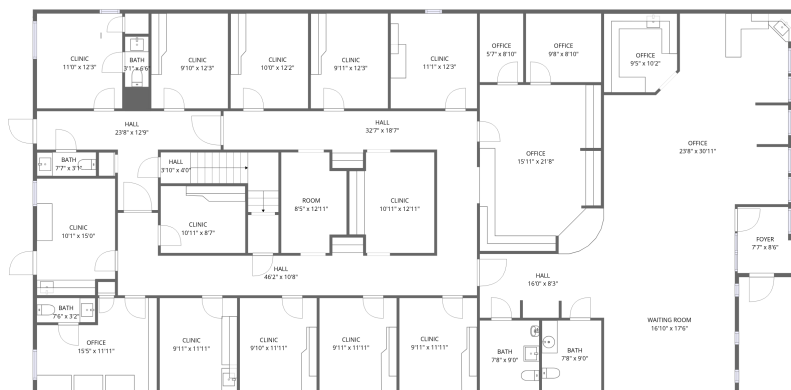 CLINIC
11'0" x 12'3"
BATH
3'1" x 6'6"
CLINIC
9'10" x 12'3"
CLINIC
10'0" x 12'2"
CLINIC
9'11" x 12'3"
CLINIC
11'1" x 12'3"
OFFICE
5'7" x 8'10"
OFFICE
9'8" x 8'10"
OFFICE
9'5" x 10'2"
HALL
23'8" x 12'9"
HALL
32'7" x 18'7"
OFFICE
15'11" x 21'8"
OFFICE
23'8" x 30'11"
BATH
7'7" x 3'1"
HALL
3'10" x 4'0"
CLINIC
10'1" x 15'0"
CLINIC
10'11" x 8'7"
ROOM
8'5" x 12'11"
CLINIC
10'11" x 12'11"
FOYER
7'7" x 8'6"
HALL
46'2" x 10'8"
HALL
16'0" x 8'3"
BATH
7'6" x 3'2"
OFFICE
15'5" x 11'11"
CLINIC
9'11" x 11'11"
CLINIC
9'10" x 11'11"
CLINIC
9'11" x 11'11"
CLINIC
9'11" x 11'11"
BATH
7'8" x 9'0"
BATH
7'8" x 9'0"
WAITING ROOM
16'10" x 17'6"